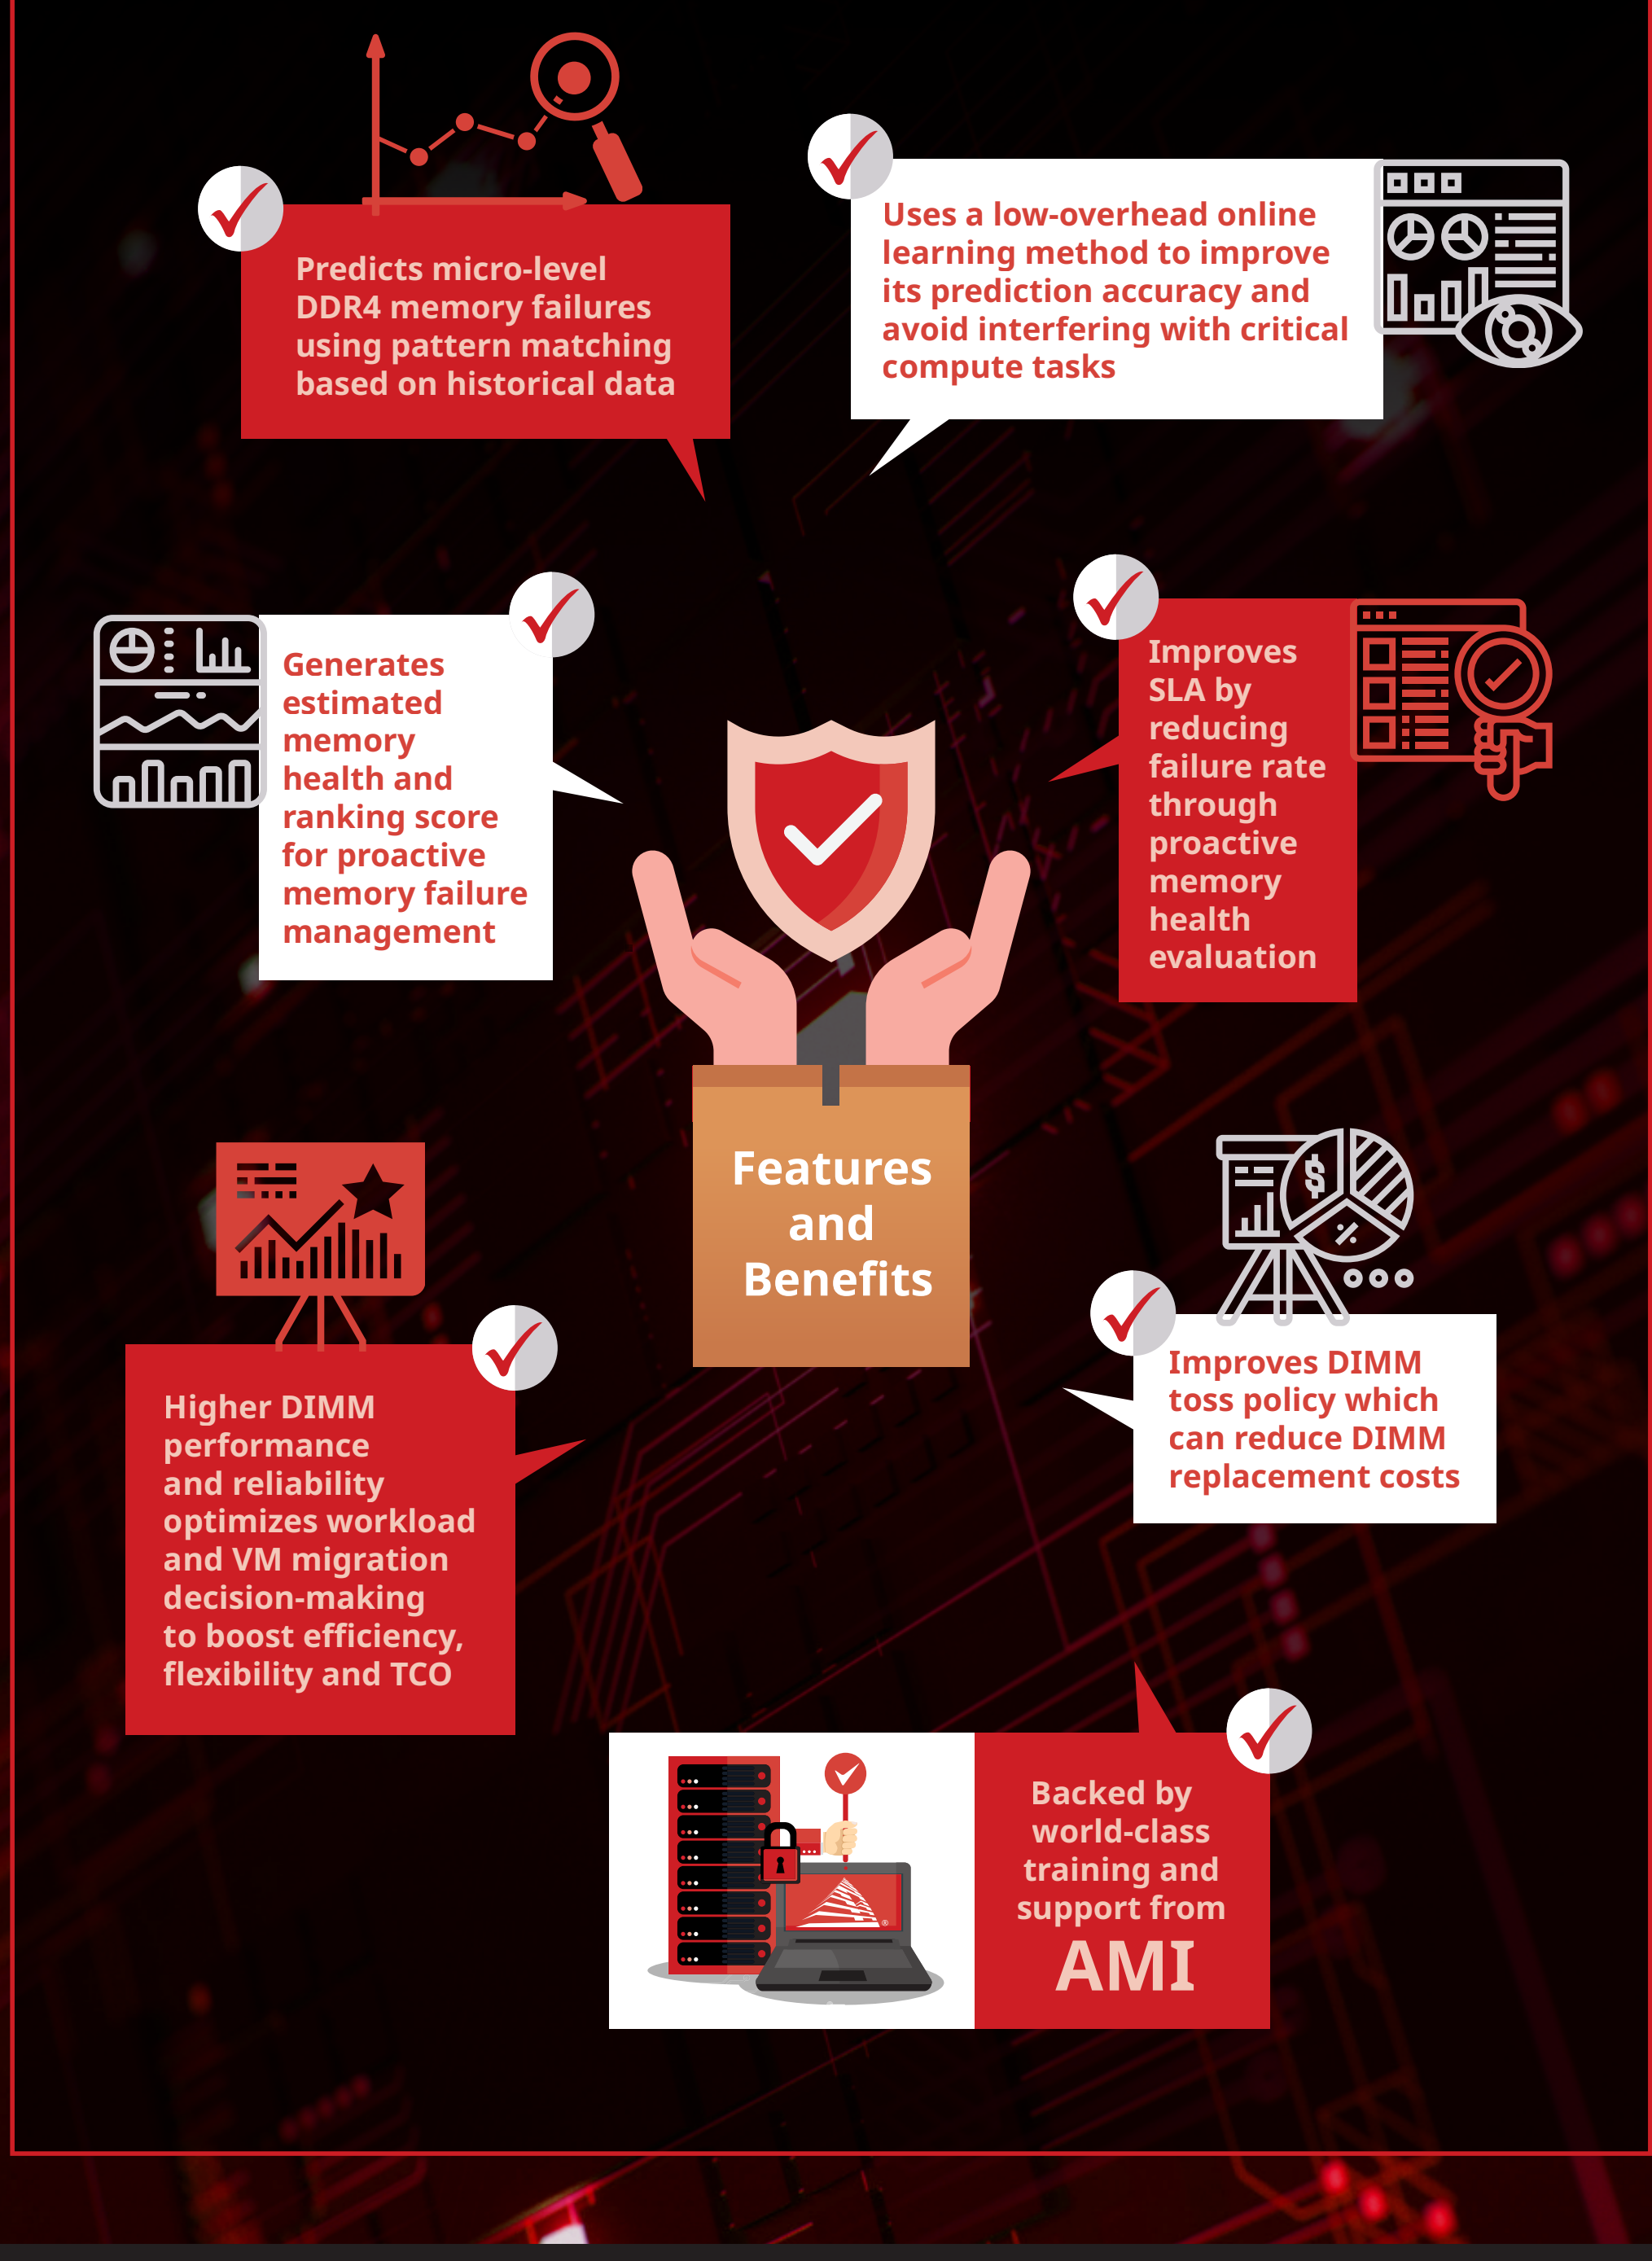 Predicts micro-level
DDR4 memory failures
using pattern matching
based on historical data
Uses a low-overhead online
learning method to improve
its prediction accuracy and
avoid interfering with critical
compute tasks
Generates
estimated
memory
health and
ranking score
for proactive
memory failure
management
Improves
SLA by
reducing
failure rate
through
proactive
memory
health
evaluation
Features
and
Benefits
Higher DIMM
performance
and reliability
optimizes workload
and VM migration
decision-making
to boost efficiency,
flexibility and TCO
$
%
Improves DIMM
toss policy which
can reduce DIMM
replacement costs
®
Backed by
world-class
training and
support from
AMI